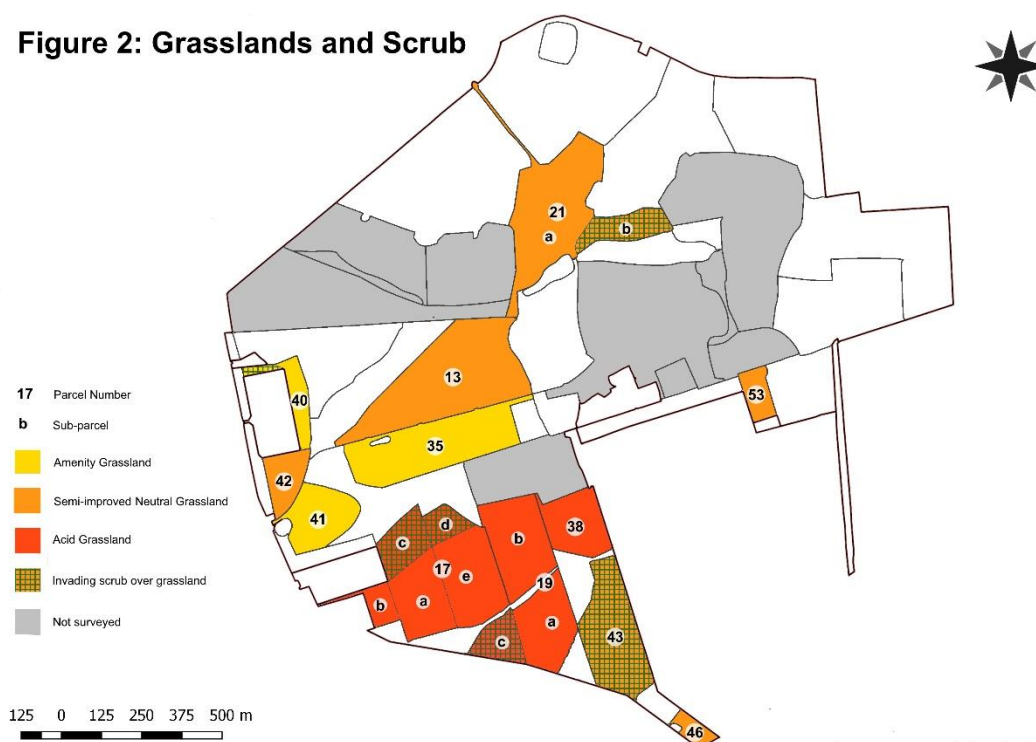 Figure 2: Grasslands and Scrub
21
a
b
13
53
17 Parcel Number
b Sub-parcel
Amenity Grassland
Semi-improved Neutral Grassland
Acid Grassland
Invading scrub over grassland
Not surveyed
40
35
42
41
38
d
c
b
17
e
19
b
a
a
c
43
46
125 0 125 250 375 500 m